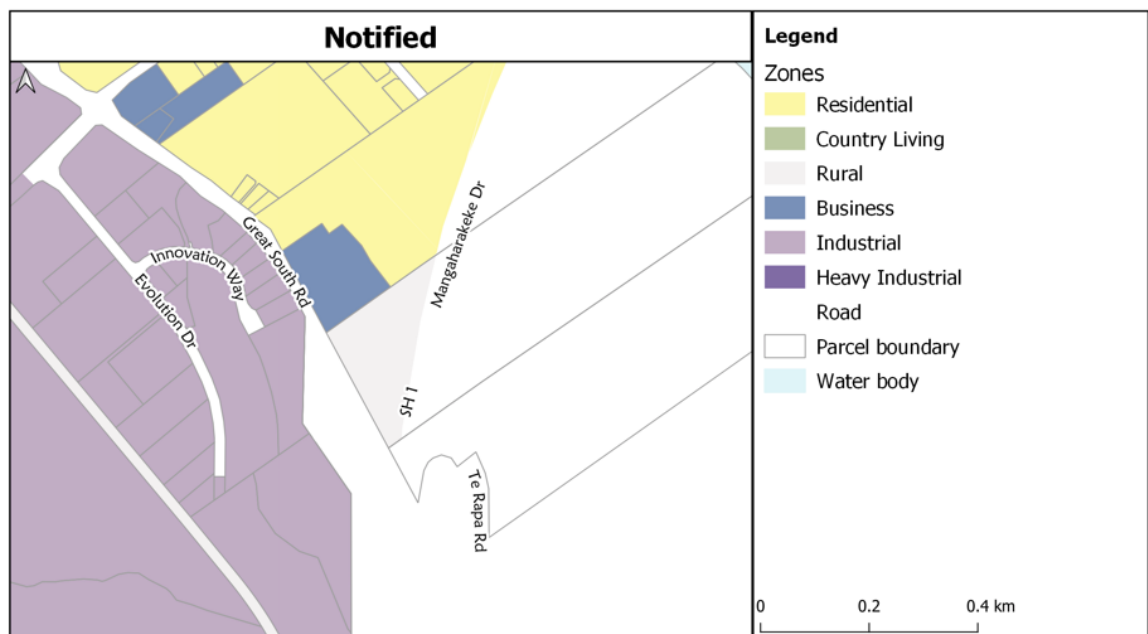 Notified
Mangaharakeke Dr
Great South Rd
Innovation Way
Evolution Dr
SH 1
Te Rapa Rd
Legend
Zones
Residential
Country Living
Rural
Business
Industrial
Heavy Industrial
Road
Parcel boundary
Water body
0 0.2 0.4 km